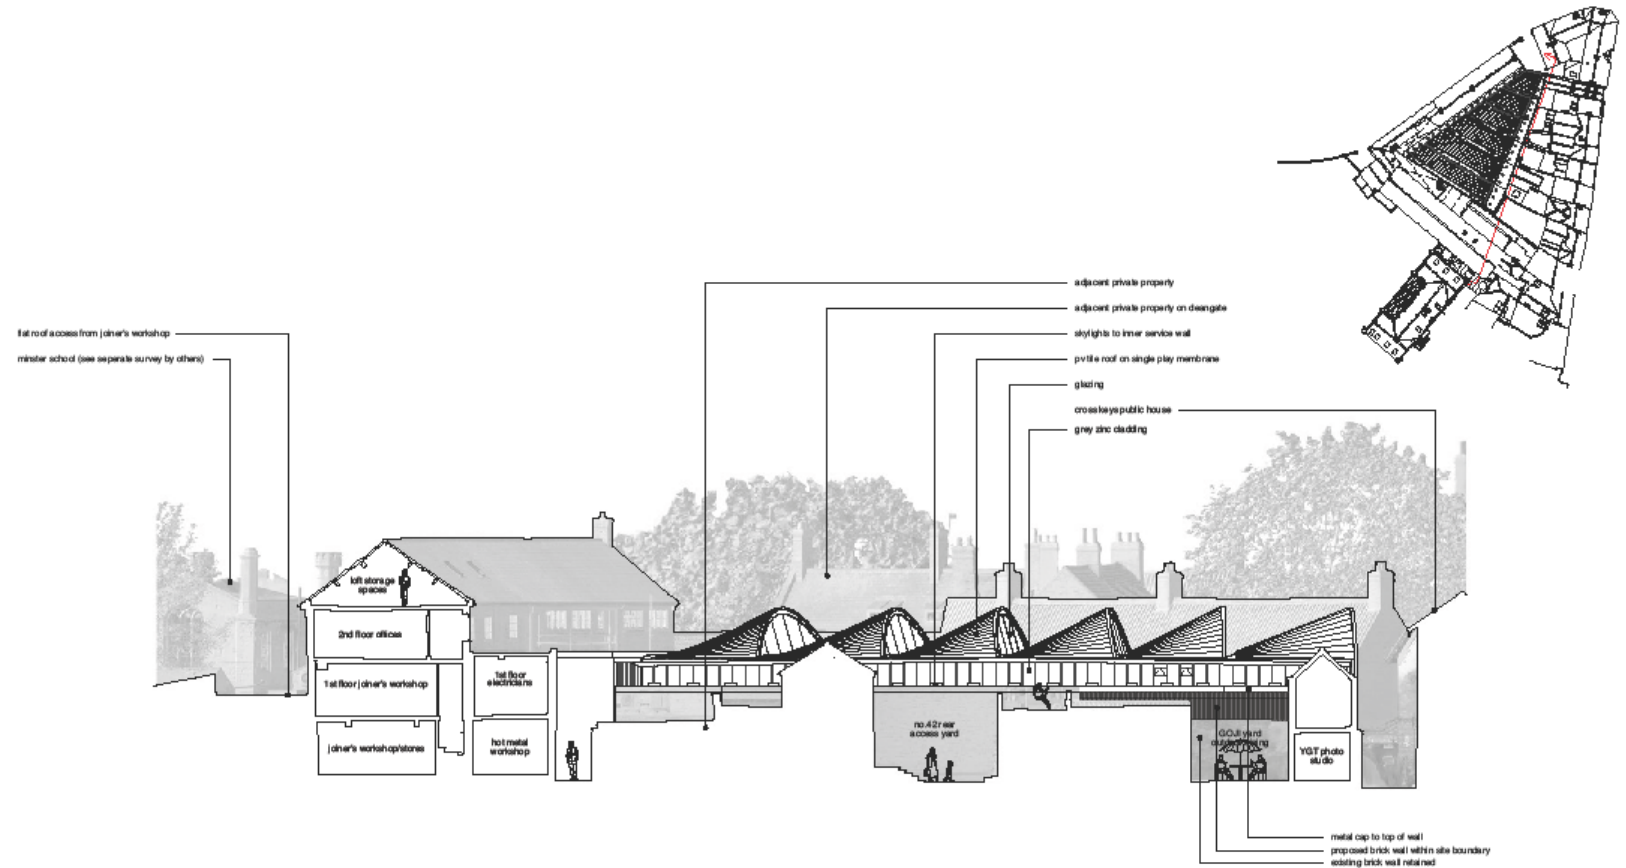 adjacent private property
adjacent private property on deangate
flat roof access from joiner's workshop
skylights to inner service wall
minster school (see seperate survey by others)
pv tile roof on single play membrane
glazing
crosskeys public house
grey zinc cladding
loft storage
spaces
2nd floor offices
1st floor joiner's workshop
1st floor
electricians
joiner's workshop/stores
hot metal
workshop
no.42 rear
access yard
GOJI yard
outdoor dining
YGT photo
studio
metal cap to top of wall
proposed brick wall within site boundary
existing brick wall retained